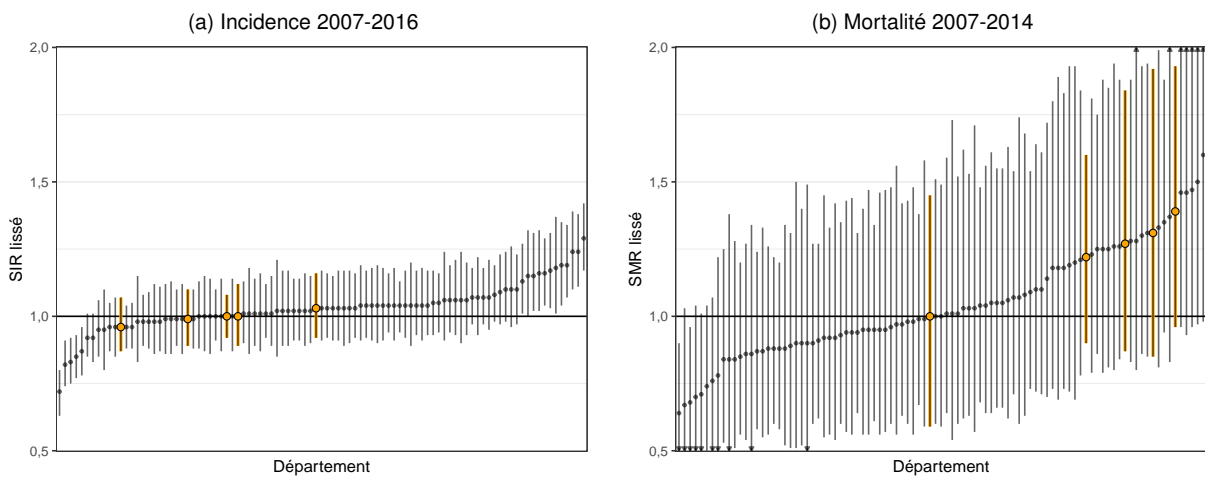 (a) Incidence 2007-2016
2,0
1,5
1,0
0,5
SIR lissé
Département
(b) Mortalité 2007-2014
2,0
1,5
1,0
0,5
SMR lissé
Département